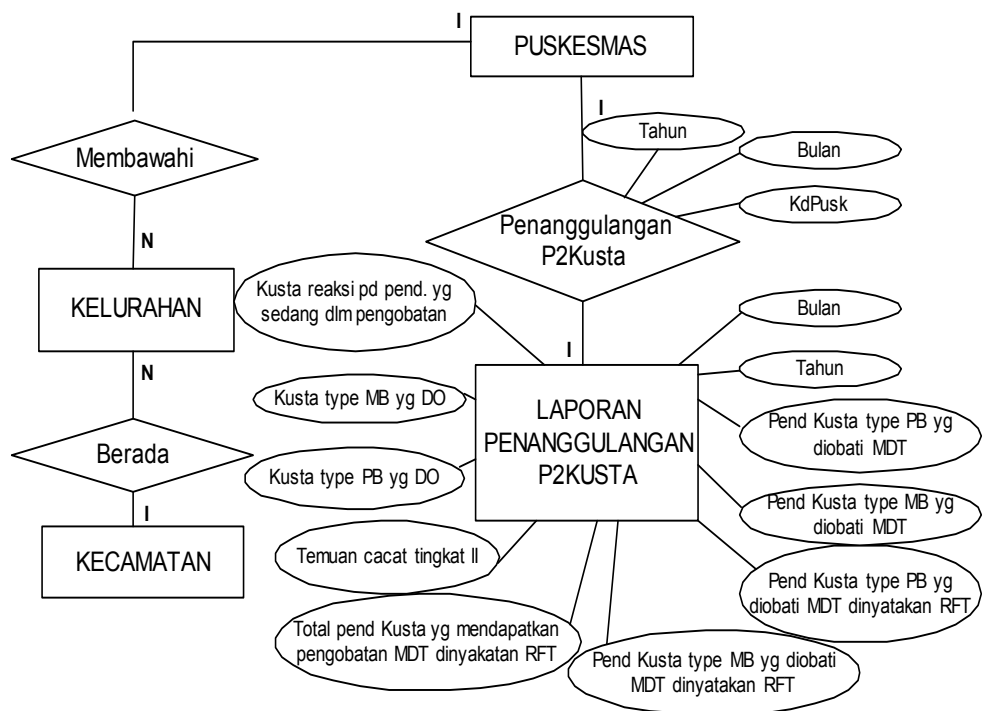 I
PUSKESMAS
I
Tahun
Bulan
KdPusk
Membawahi
Penanggulangan
P2Kusta
N
KELURAHAN
Kusta reaksi pd pend. yg
sedang dlm pengobatan
Bulan
I
N
Tahun
Kusta type MB yg DO
LAPORAN
PENANGGULANGAN
P2KUSTA
Pend Kusta type PB yg
diobati MDT
Berada
Kusta type PB yg DO
Pend Kusta type MB yg
diobati MDT
I
KECAMATAN
Temuan cacat tingkat II
Pend Kusta type PB yg
diobati MDT dinyatakan RFT
Total pend Kusta yg mendapatkan
pengobatan MDT dinyakatan RFT
Pend Kusta type MB yg diobati
MDT dinyatakan RFT